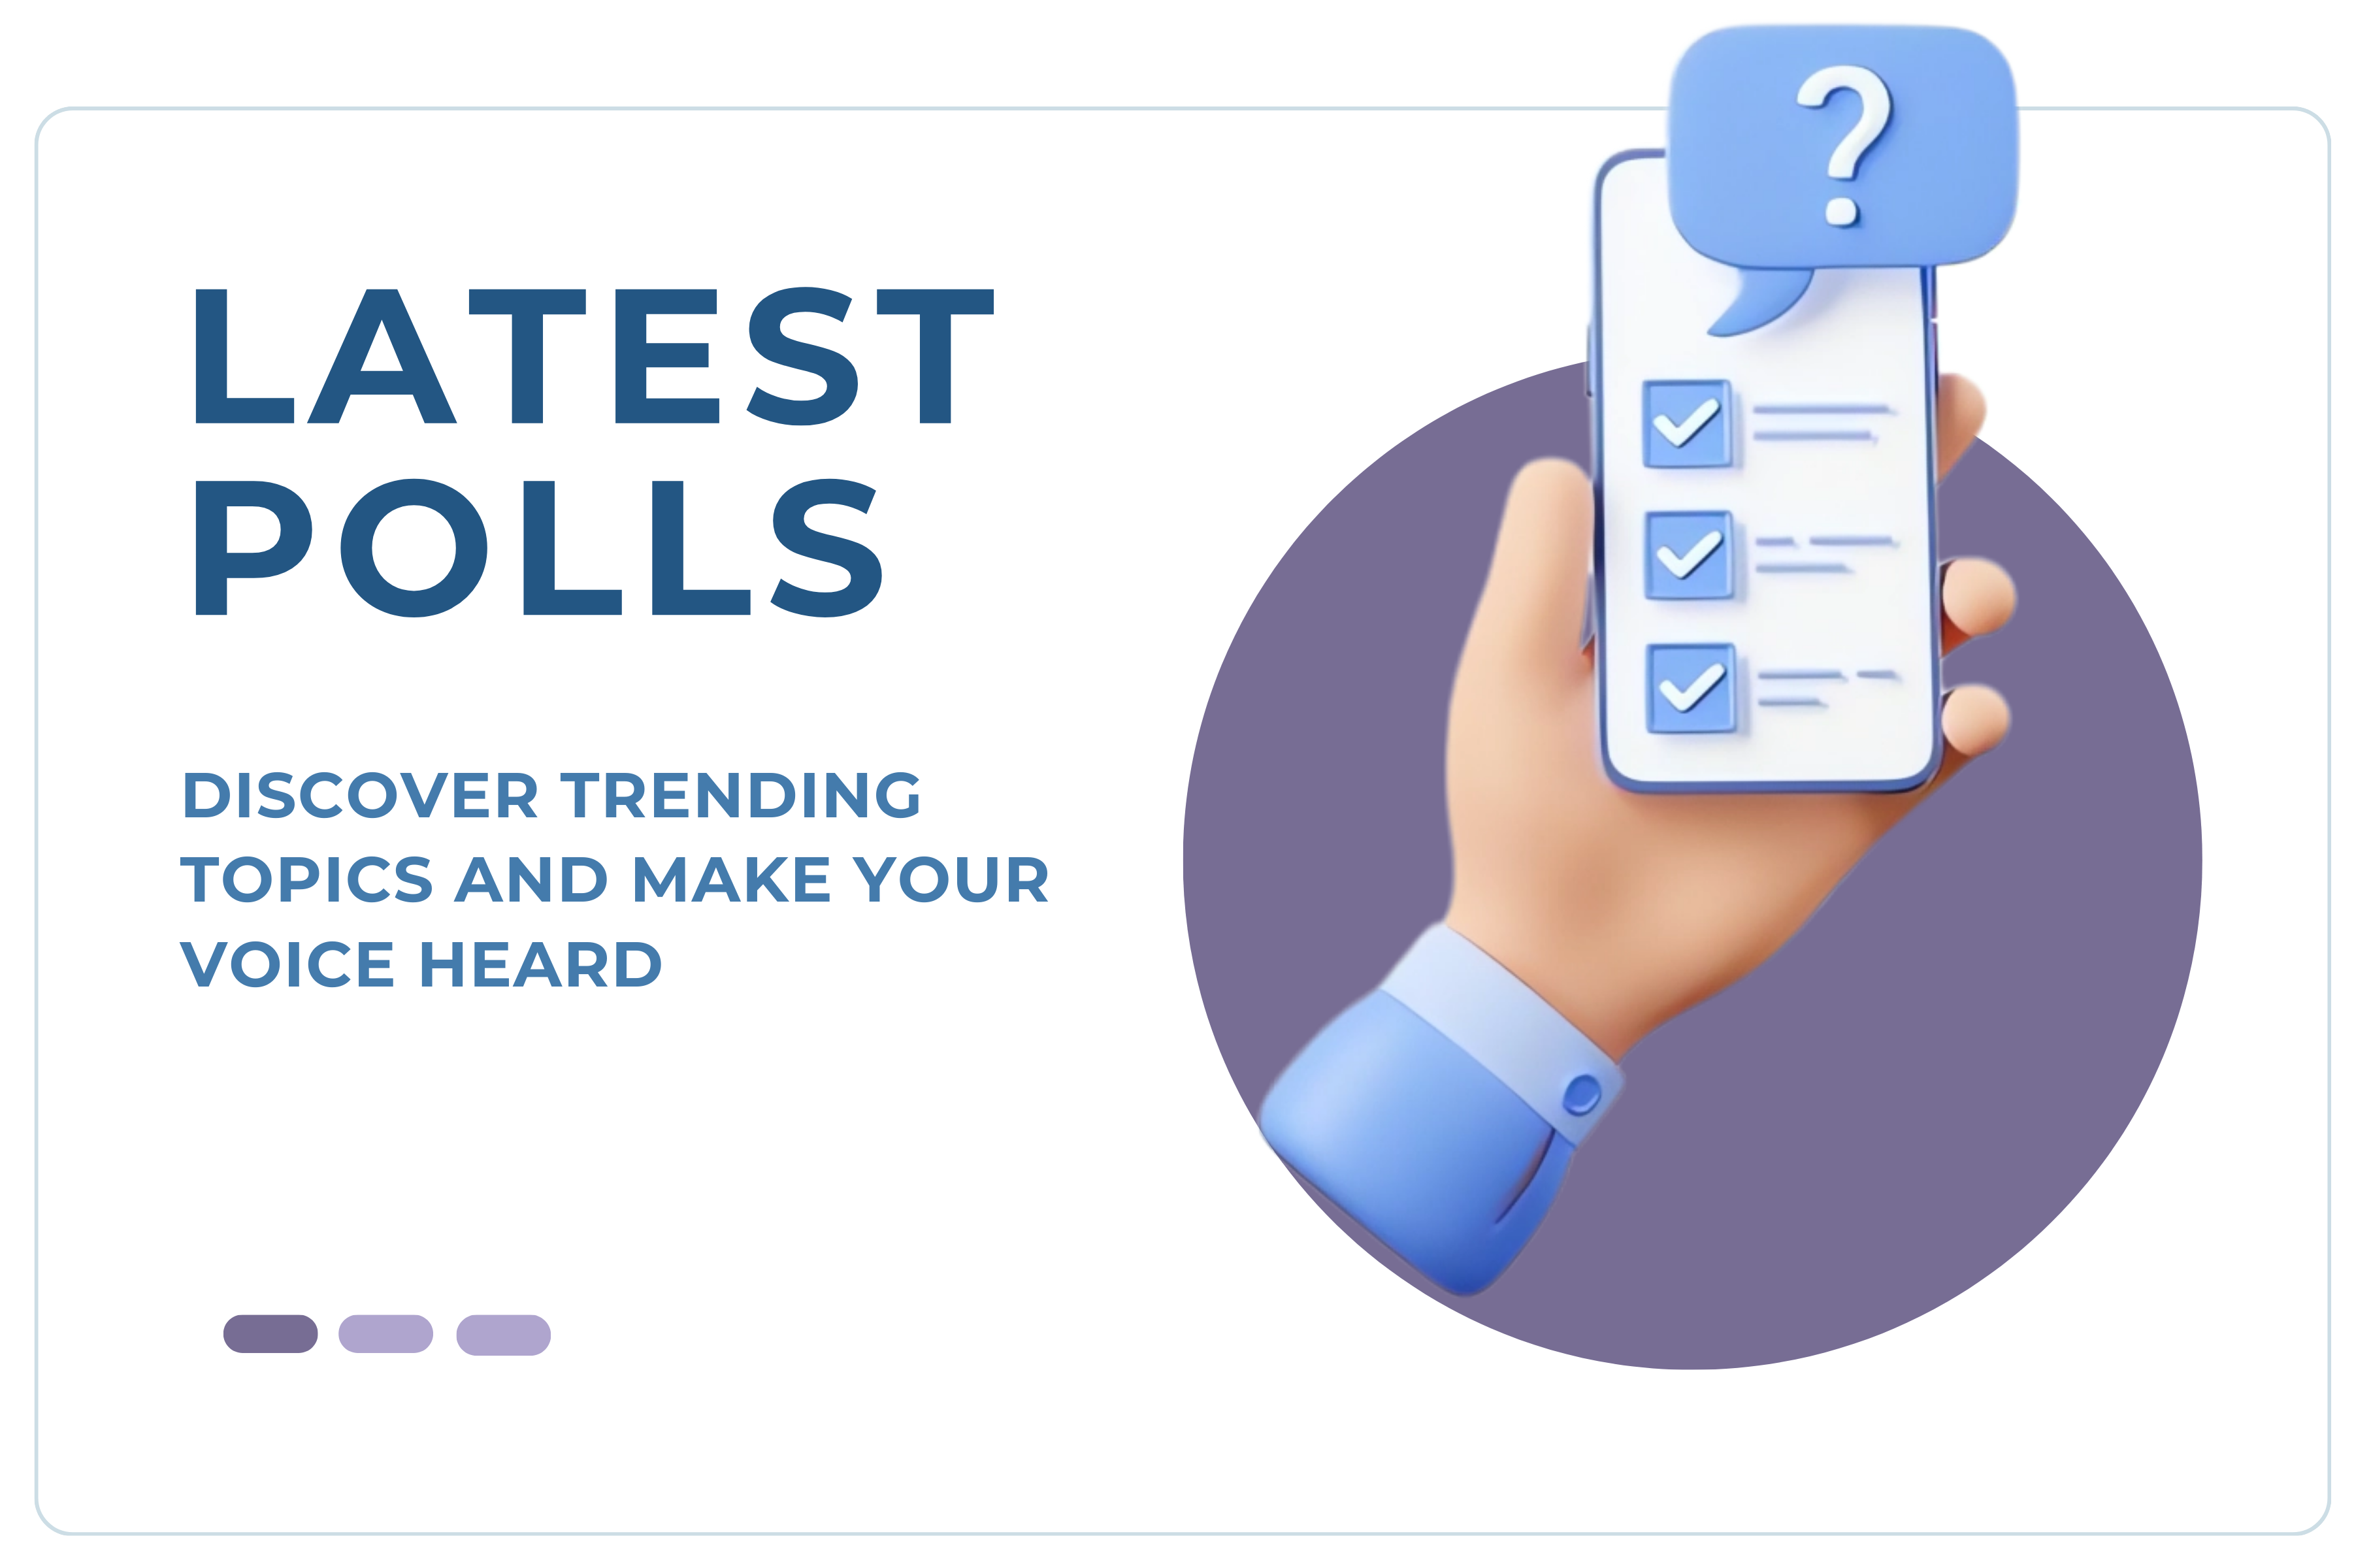 ?
LATEST
POLLS
DISCOVER TRENDING
TOPICS AND MAKE YOUR
VOICE HEARD